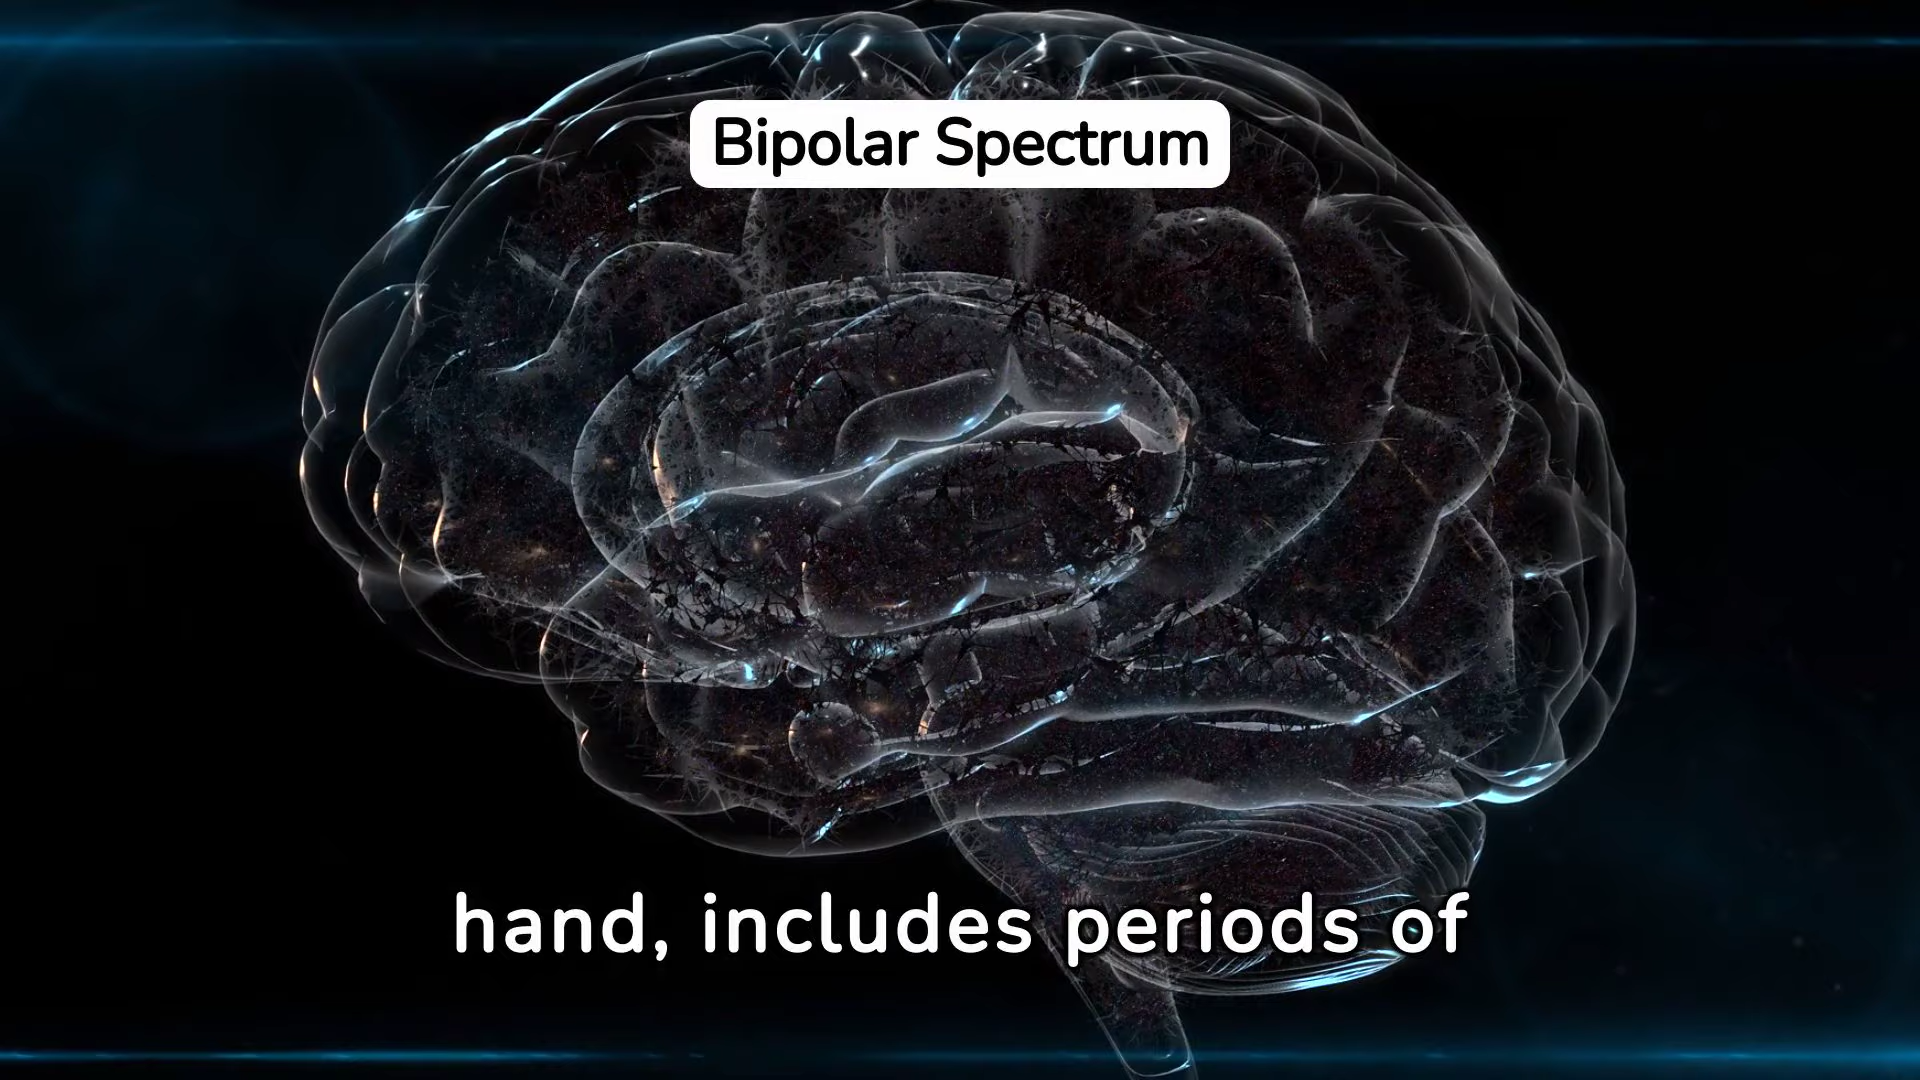 Bipolar Spectrum
hand, includes periods of